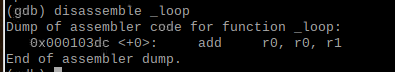 (gdb) disassemble _loop
Dump of assembler code for function _loop:
   0x000103dc <+0>:     add     r0, r0, r1
End of assembler dump.
(gdb)